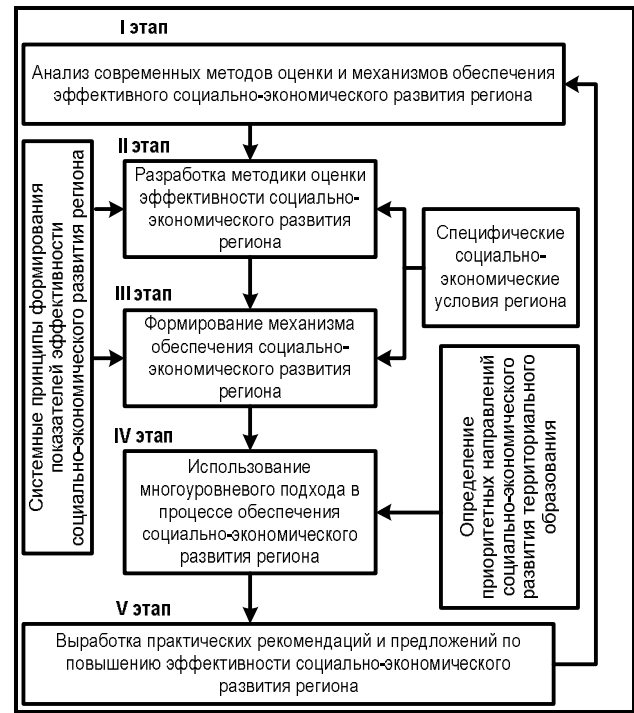 I этап
Анализ современных методов оценки и механизмов обеспечения
эффективного социально-экономического развития региона
II этап
Разработка методики оценки
эффективности социально-
экономического развития
региона
Системные принципы формирования
показателей эффективности
социально-экономического развития региона
Специфические
социально-
экономические
условия региона
III этап
Формирование механизма
обеспечения социально-
экономического развития
региона
IV этап
Использование
многоуровневого подхода в
процессе обеспечения
социально-экономического
развития региона
Определение
приоритетных направлений
социально-экономического
развития территориального
образования
V этап
Выработка практических рекомендаций и предложений по
повышению эффективности социально-экономического
развития региона